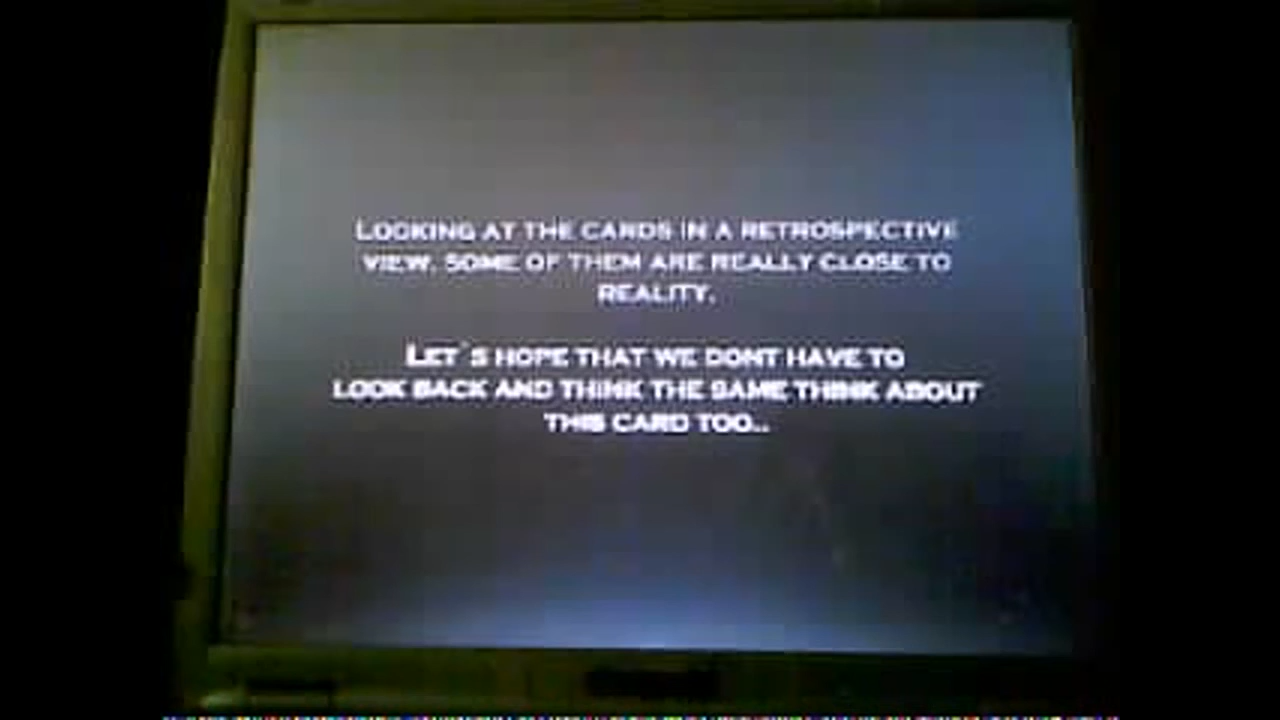 Looking at the cards in a retrospective
view. some of them are really close to
reality.
Let`s hope that we dont have to
look back and think the same think about
this card too..